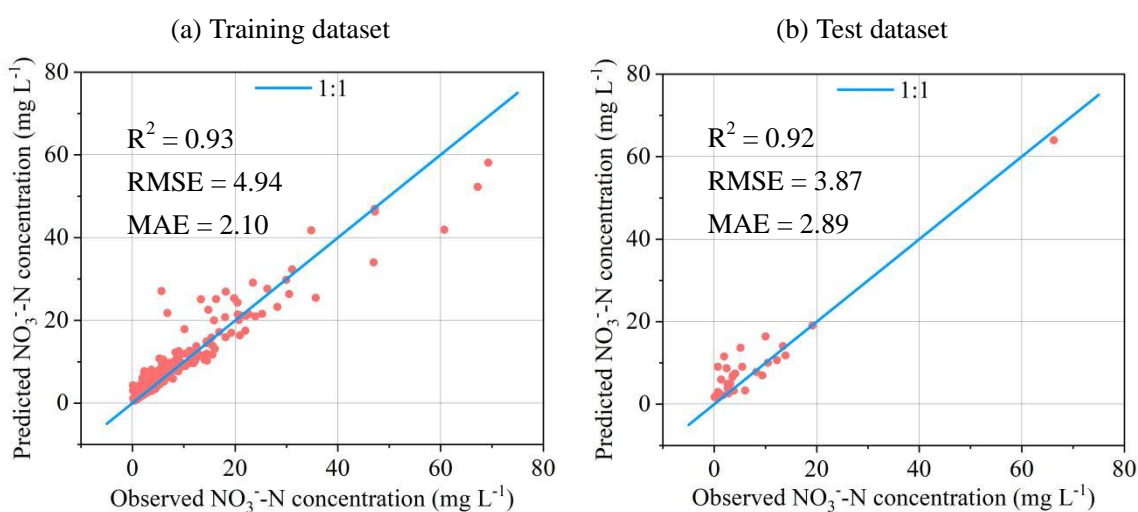 (a) Training dataset
80
60
40
20
0
0
20
40
60
80
Predicted NO₃⁻-N concentration (mg L⁻¹)
Observed NO₃⁻-N concentration (mg L⁻¹)
1:1
R² = 0.93
RMSE = 4.94
MAE = 2.10
(b) Test dataset
80
60
40
20
0
0
20
40
60
80
Predicted NO₃⁻-N concentration (mg L⁻¹)
Observed NO₃⁻-N concentration (mg L⁻¹)
1:1
R² = 0.92
RMSE = 3.87
MAE = 2.89